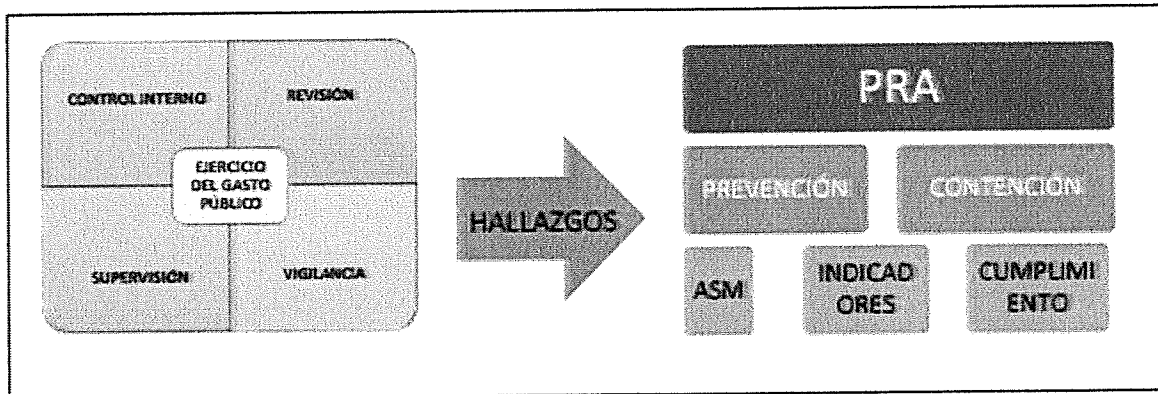 CONTROL INTERNO
REVISIÓN
EJERCICIO
DEL GASTO
PÚBLICO
SUPERVISIÓN
VIGILANCIA
HALLAZGOS
PRA
PREVENCIÓN
CONTENCIÓN
ASM
INDICAD
ORES
CUMPLIMI
ENTO